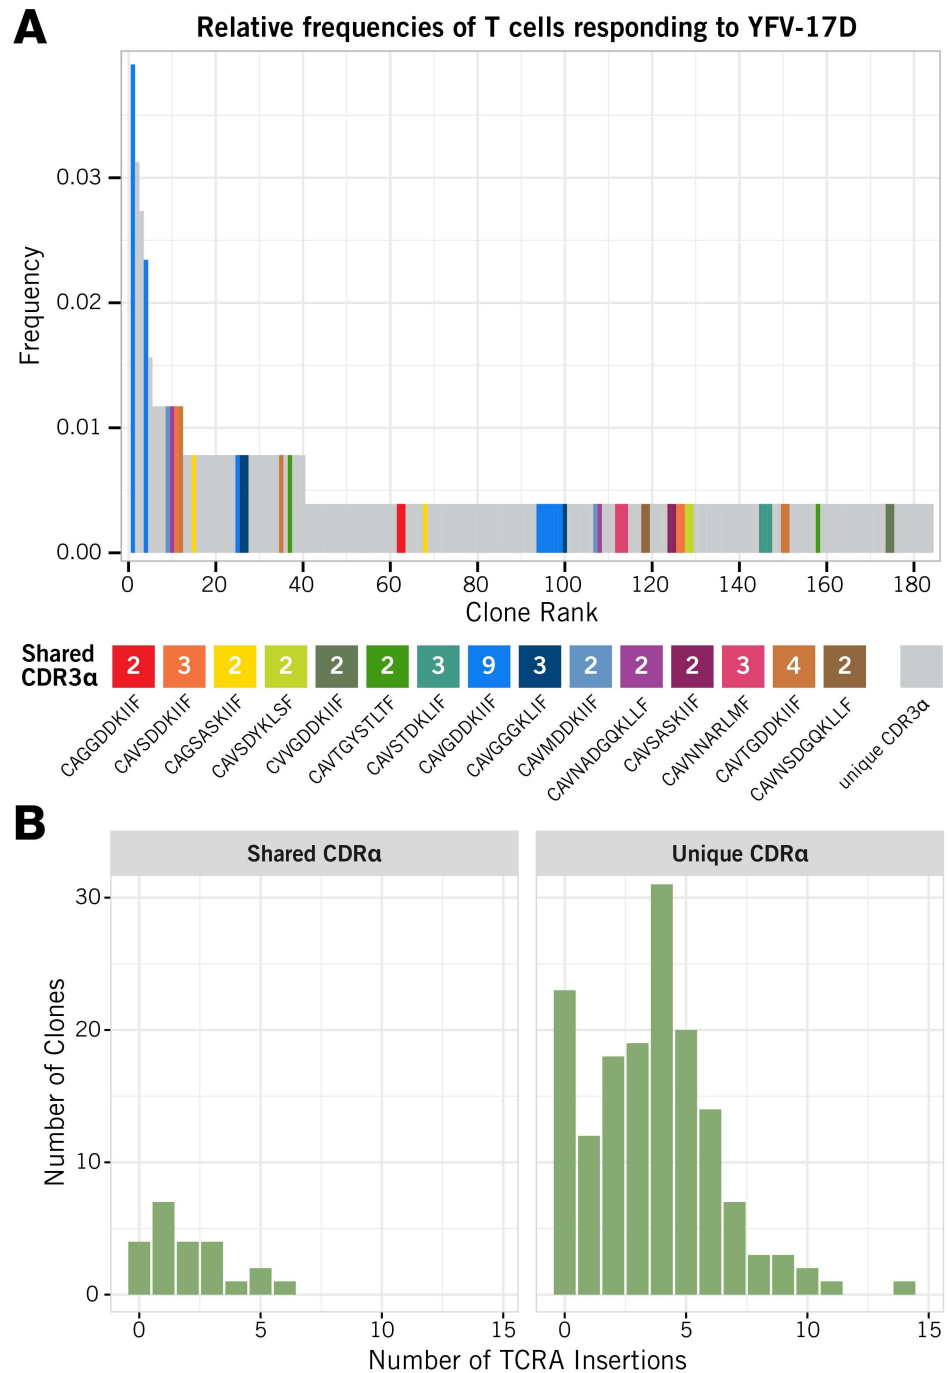 A
Relative frequencies of T cells responding to YFV-17D
Frequency
0.03
0.02
0.01
0.00
0 20 40 60 80 100 120 140 160 180
Clone Rank
Shared
CDR3α
2 3 2 2 2 2 3 9 3 2 2 2 3 4 2
CAGGDDKIIF
CAVSDDKIIF
CAGSASKIIF
CAVSDYKLSF
CVVGDDKIIF
CAVTGYSTLTF
CAVSTDKLIF
CAVGDDKIIF
CAVGGGKLIF
CAVMDDKIIF
CAVNADGQKLLF
CAVSASKIIF
CAVNNARLMF
CAVTGDDKIIF
CAVNSDGQKLLF
unique CDR3α
B
Shared CDRα
Unique CDRα
Number of Clones
30
20
10
0
0 5 10 15
0 5 10 15
Number of TCRA Insertions